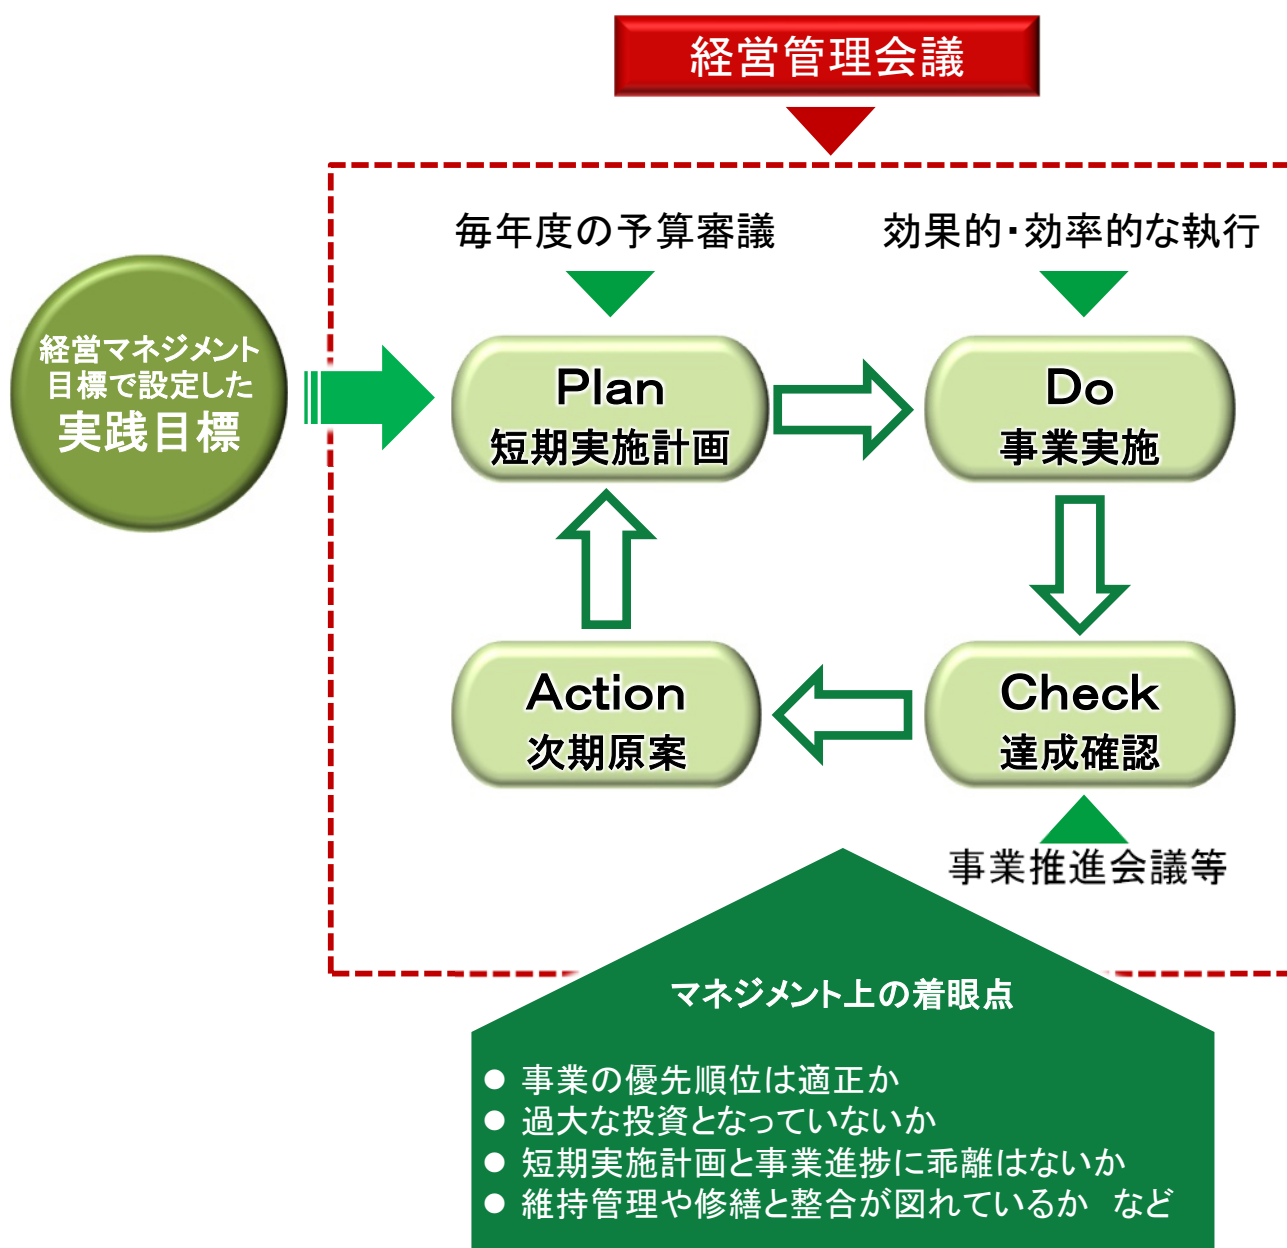 経営管理会議
毎年度の予算審議
効果的・効率的な執行
経営マネジメント
目標で設定した
実践目標
Plan
短期実施計画
Do
事業実施
Action
次期原案
Check
達成確認
事業推進会議等
マネジメント上の着眼点
● 事業の優先順位は適正か
● 過大な投資となっていないか
● 短期実施計画と事業進捗に乖離はないか
● 維持管理や修繕と整合が図れているか　など